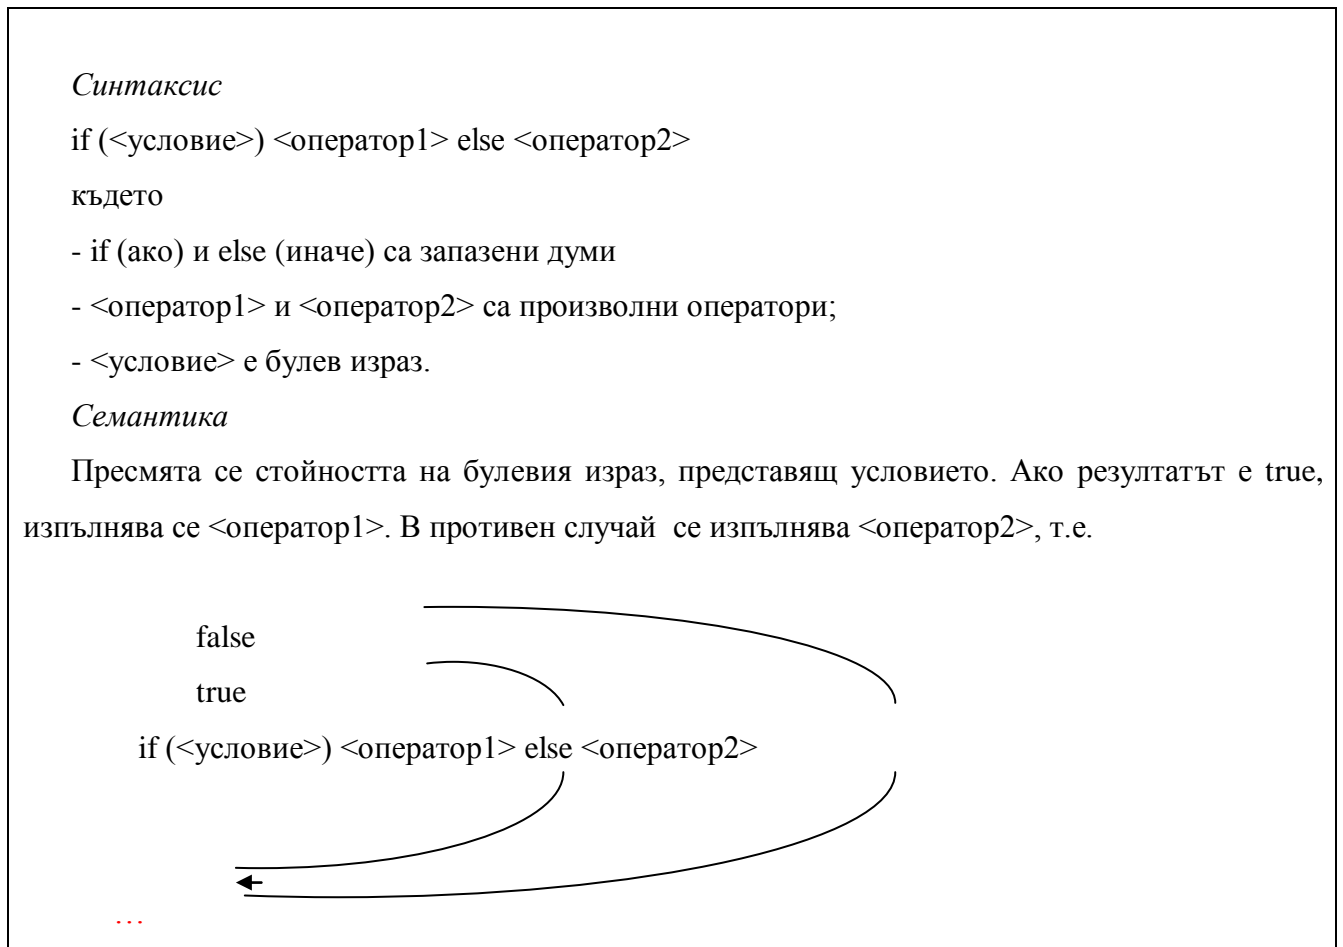 Синтаксис
if (<условие>) <оператор1> else <оператор2>
където
- if (ако) и else (иначе) са запазени думи
- <оператор1> и <оператор2> са произволни оператори;
- <условие> е булев израз.
Семантика
Пресмята се стойността на булевия израз, представящ условието. Ако резултатът е true,
изпълнява се <оператор1>. В противен случай се изпълнява <оператор2>, т.е.
false
true
if (<условие>) <оператор1> else <оператор2>
…